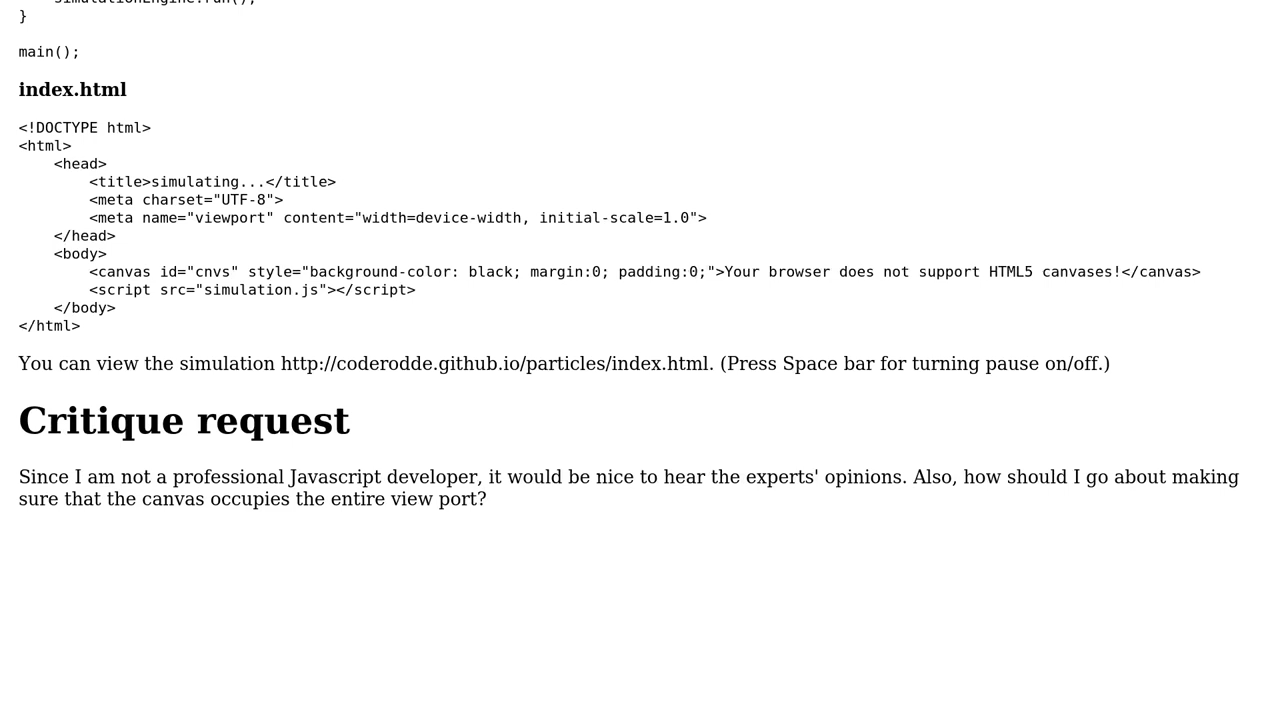 simulationEngine.run();
}
main();
index.html
<!DOCTYPE html>
<html>
    <head>
        <title>simulating...</title>
        <meta charset="UTF-8">
        <meta name="viewport" content="width=device-width, initial-scale=1.0">
    </head>
    <body>
        <canvas id="cnvs" style="background-color: black; margin:0; padding:0;">Your browser does not support HTML5 canvases!</canvas>
        <script src="simulation.js"></script>
    </body>
</html>
You can view the simulation http://coderodde.github.io/particles/index.html. (Press Space bar for turning pause on/off.)
Critique request
Since I am not a professional Javascript developer, it would be nice to hear the experts' opinions. Also, how should I go about making
sure that the canvas occupies the entire view port?